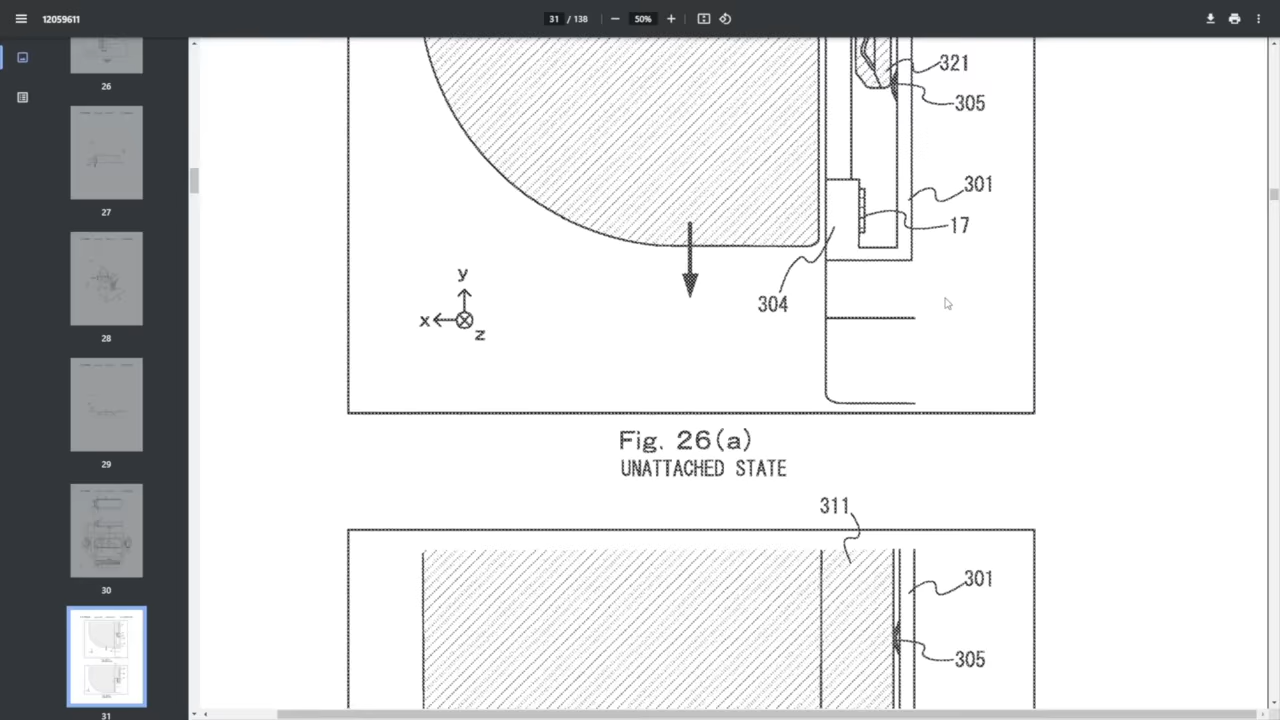 12059611
31 / 138
50%
26
27
28
29
30
31
321
305
301
17
304
y
x
z
Fig. 26(a)
UNATTACHED STATE
311
301
305